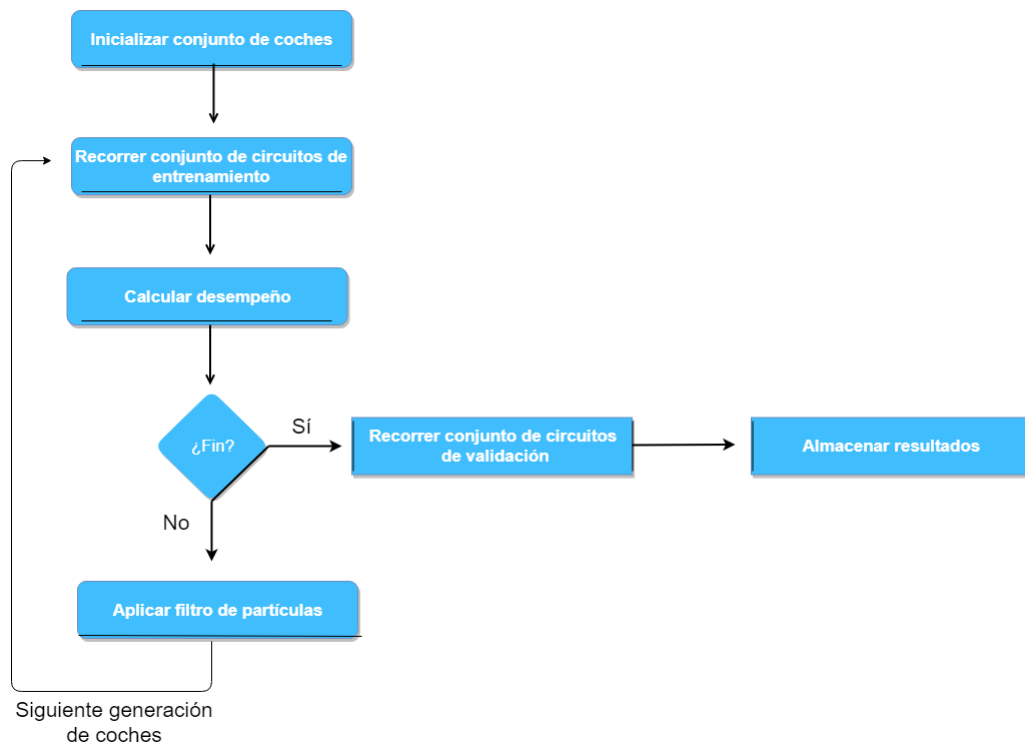 Inicializar conjunto de coches
Recorrer conjunto de circuitos de
entrenamiento
Calcular desempeño
¿Fin?
Sí
Recorrer conjunto de circuitos
de validación
Almacenar resultados
No
Aplicar filtro de partículas
Siguiente generación
de coches